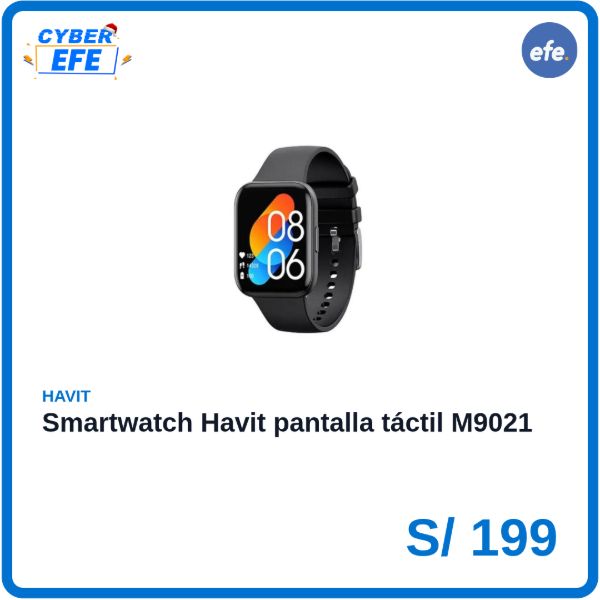 CYBER
EFE
efe.
08
06
HAVIT
Smartwatch Havit pantalla táctil M9021
S/ 199